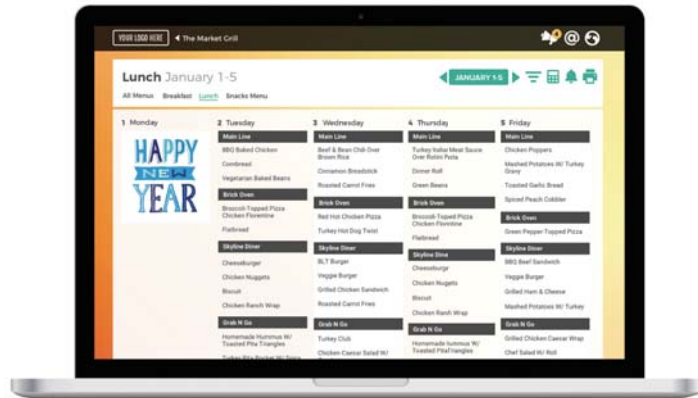 YOUR LOGO HERE
The Market Grill
@
Lunch January 1-5
JANUARY 1-5
All Menus Breakfast Lunch Snacks Menu
1 Monday
HAPPY
NEW
YEAR
2 Tuesday
Main Line
BBQ Baked Chicken
Cornbread
Vegetarian Baked Beans
Brick Oven
Broccoli-Topped Pizza
Chicken Florentine
Flatbread
Skyline Diner
Cheeseburger
Chicken Nuggets
Biscuit
Chicken Ranch Wrap
Grab N Go
Homemade Hummus W/
Toasted Pita Triangles
3 Wednesday
Main Line
Beef & Bean Chili Over
Brown Rice
Cinnamon Breadstick
Roasted Carrot Fries
Brick Oven
Red Hot Chicken Pizza
Turkey Hot Dog Twist
Skyline Diner
BLT Burger
Veggie Burger
Grilled Chicken Sandwich
Roasted Carrot Fries
Grab N Go
Turkey Club
Chicken Caesar Salad W/
4 Thursday
Main Line
Turkey Italia Meat Sauce
Over Rotini Pasta
Dinner Roll
Green Beans
Brick Oven
Broccoli-Topped Pizza
Chicken Florentine
Flatbread
Skyline Dine
Cheeseburgr
Chicken Nugets
Biscuit
Chicken Ranch Wrap
Grab N Go
Homemade Hummus W/
Toasted PitaTriangles
5 Friday
Main Line
Chicken Poppers
Mashed Potatoes W/ Turkey
Gravy
Toasted Garlic Bread
Spiced Peach Cobbler
Brick Oven
Green Pepper Topped Pizza
Skyline Diner
BBQ Beef Sandwich
Veggie Burger
Grilled Ham & Cheese
Mashed Potatoes W/ Turkey
Grab N Go
Grilled Chicken Caesar Wrap
Chef Salad W/ Roll